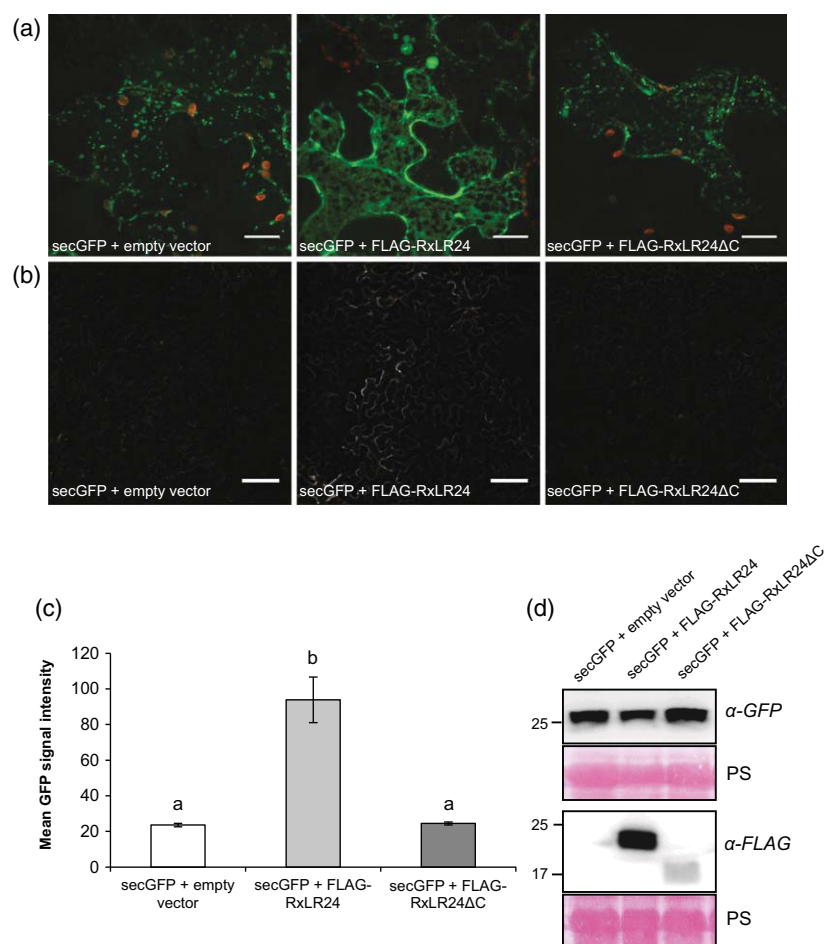 (a)
secGFP + empty vector
secGFP + FLAG-RxLR24
secGFP + FLAG-RxLR24ΔC
(b)
secGFP + empty vector
secGFP + FLAG-RxLR24
secGFP + FLAG-RxLR24ΔC
(c)
Mean GFP signal intensity
120
100
80
60
40
20
0
a
b
a
secGFP + empty
vector
secGFP + FLAG-
RxLR24
secGFP + FLAG-
RxLR24ΔC
(d)
secGFP + empty vector
secGFP + FLAG-RxLR24
secGFP + FLAG-RxLR24ΔC
25
α-GFP
PS
25
17
α-FLAG
PS